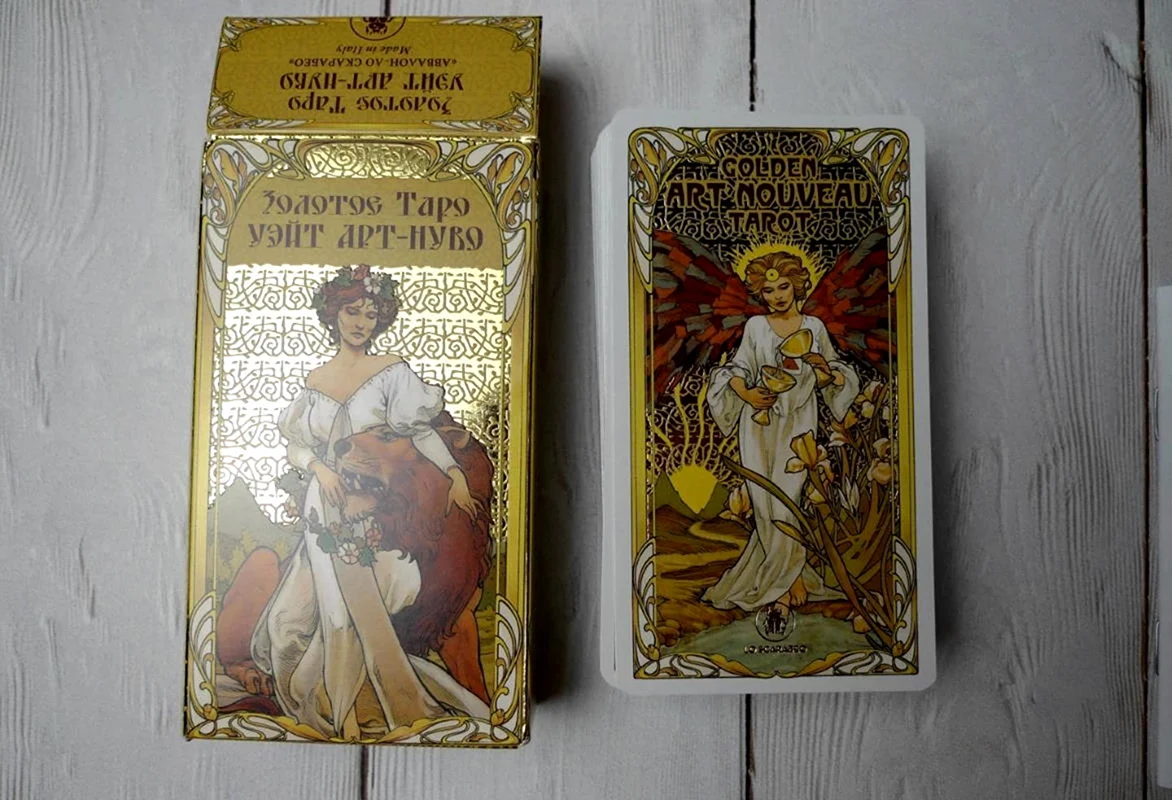 Золотое Таро
Уэйт Арт-Нуво
«АВВАЛОН-ЛО СКАРАБЕО»
Made in Italy
Золотое Таро
Уэйт Арт-Нуво
GOLDEN
ART NOUVEAU
TAROT
LO SCARABEO